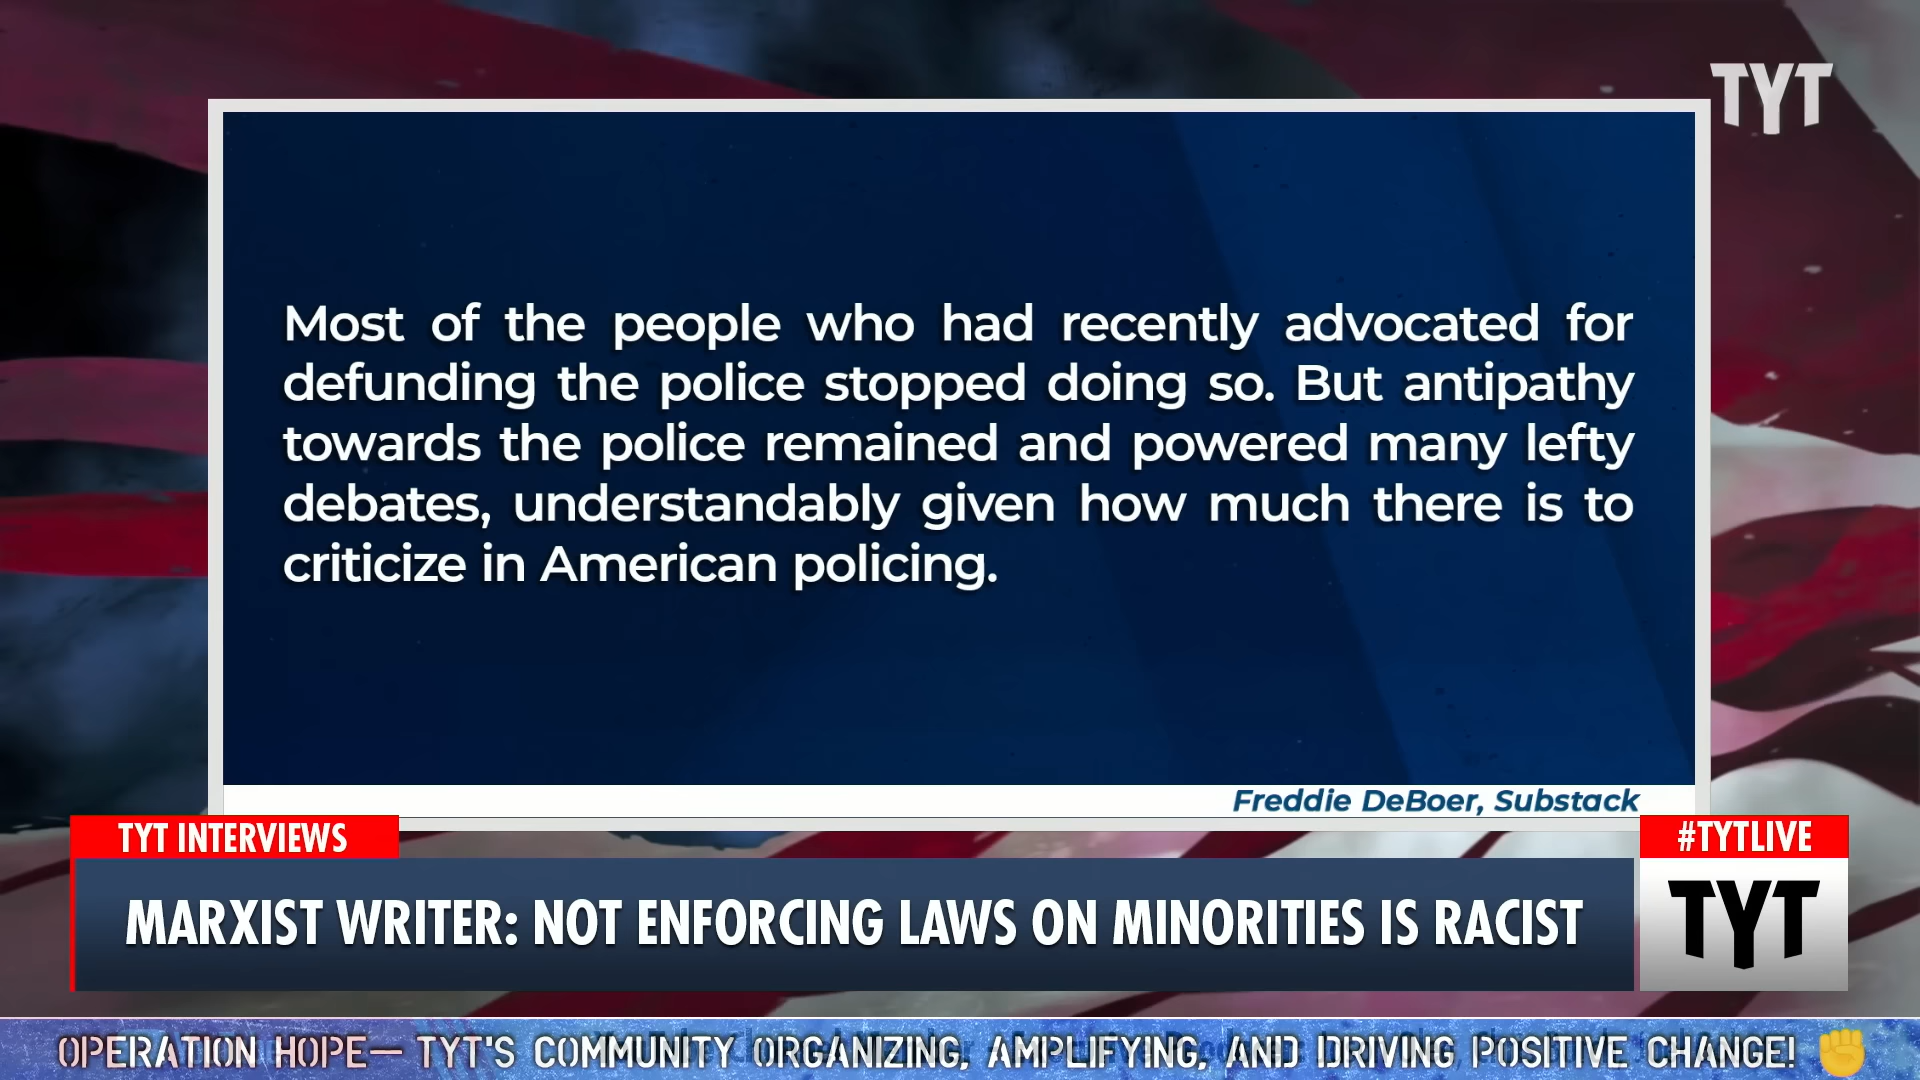 TYT
Most of the people who had recently advocated for
defunding the police stopped doing so. But antipathy
towards the police remained and powered many lefty
debates, understandably given how much there is to
criticize in American policing.
Freddie DeBoer, Substack
TYT INTERVIEWS
#TYTLIVE
MARXIST WRITER: NOT ENFORCING LAWS ON MINORITIES IS RACIST
TYT
OPERATION HOPE— TYT'S COMMUNITY ORGANIZING, AMPLIFYING, AND DRIVING POSITIVE CHANGE!